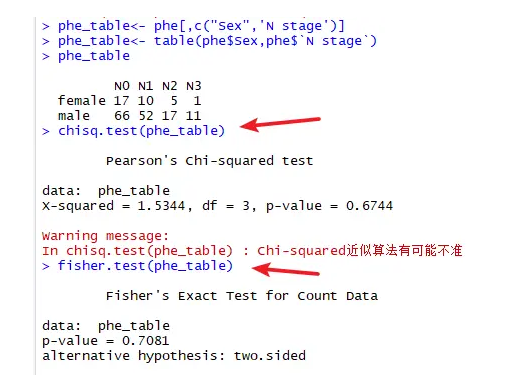 > phe_table<- phe[,c("Sex",'N stage')]
> phe_table<- table(phe$Sex,phe$`N stage`)
> phe_table
N0 N1 N2 N3
female 17 10 5 1
male 66 52 17 11
> chisq.test(phe_table)
Pearson's Chi-squared test
data: phe_table
X-squared = 1.5344, df = 3, p-value = 0.6744
Warning message:
In chisq.test(phe_table) : Chi-squared近似算法有可能不准
> fisher.test(phe_table)
Fisher's Exact Test for Count Data
data: phe_table
p-value = 0.7081
alternative hypothesis: two.sided